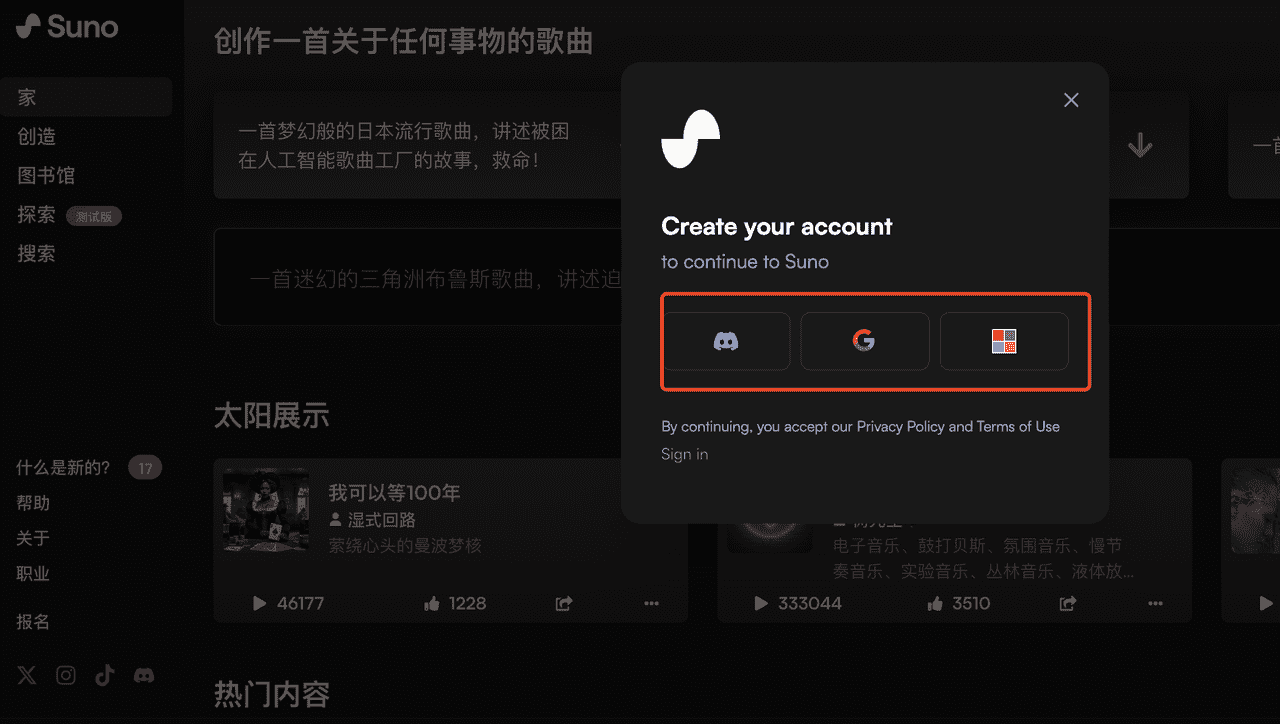 Suno
家
创造
图书馆
探索 测试版
搜索
什么是新的? 17
帮助
关于
职业
报名
创作一首关于任何事物的歌曲
一首梦幻般的日本流行歌曲，讲述被困
在人工智能歌曲工厂的故事，救命！
一首
一首迷幻的三角洲布鲁斯歌曲，讲述迫
Create your account
to continue to Suno
By continuing, you accept our Privacy Policy and Terms of Use
Sign in
太阳展示
我可以等100年
湿式回路
萦绕心头的曼波梦核
46177 1228
电子音乐、鼓打贝斯、氛围音乐、慢节
奏音乐、实验音乐、丛林音乐、液体放...
333044 3510
热门内容